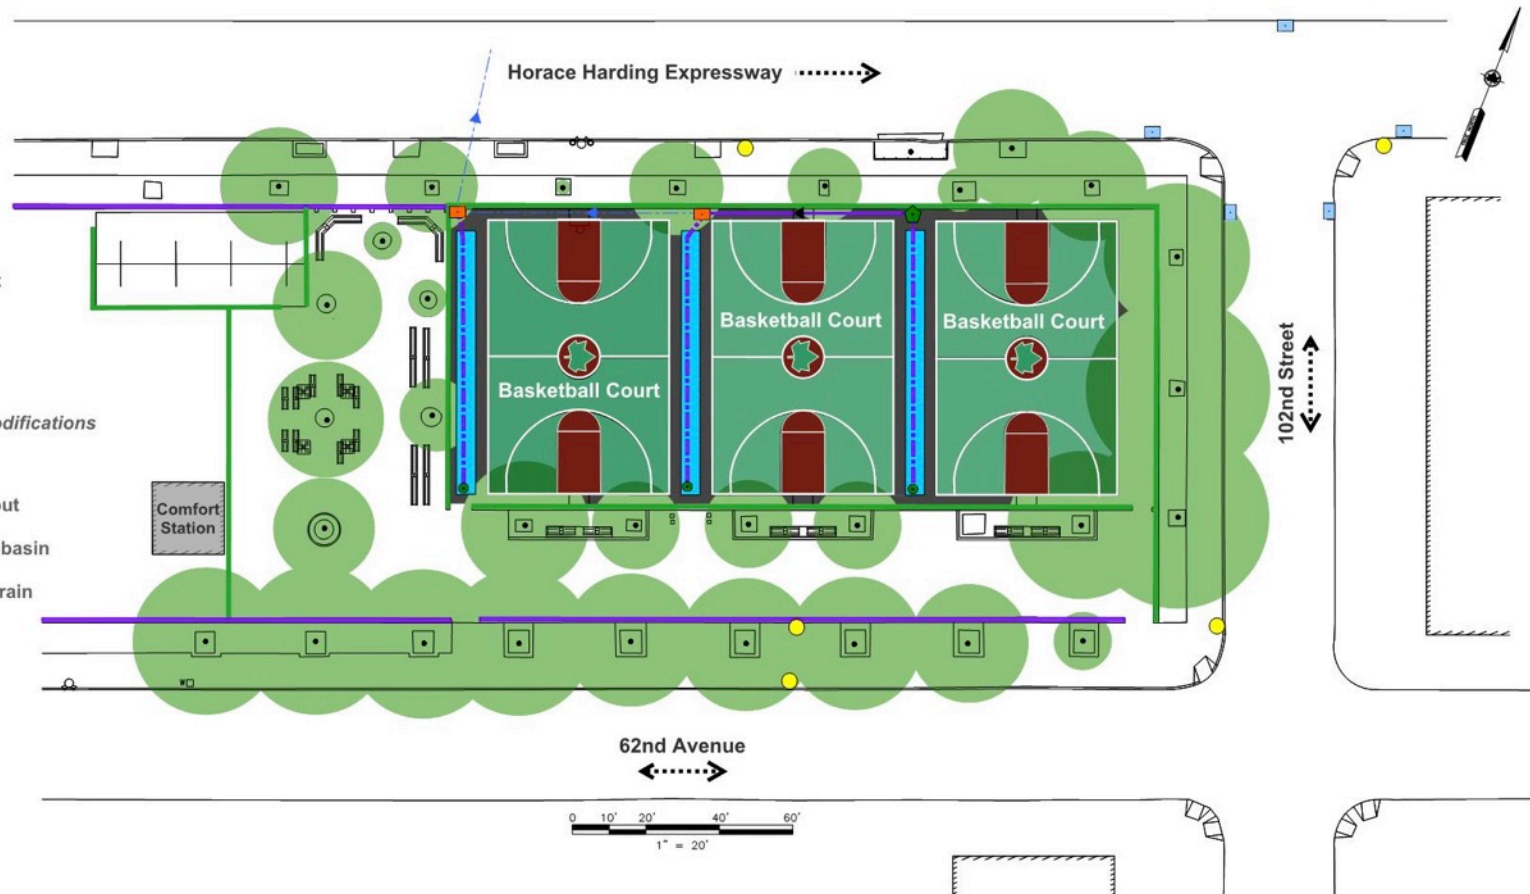 Horace Harding Expressway
Basketball Court
Basketball Court
Basketball Court
102nd Street
odifications
Comfort
Station
out
basin
rain
62nd Avenue
0 10' 20' 40' 60'
1" = 20'